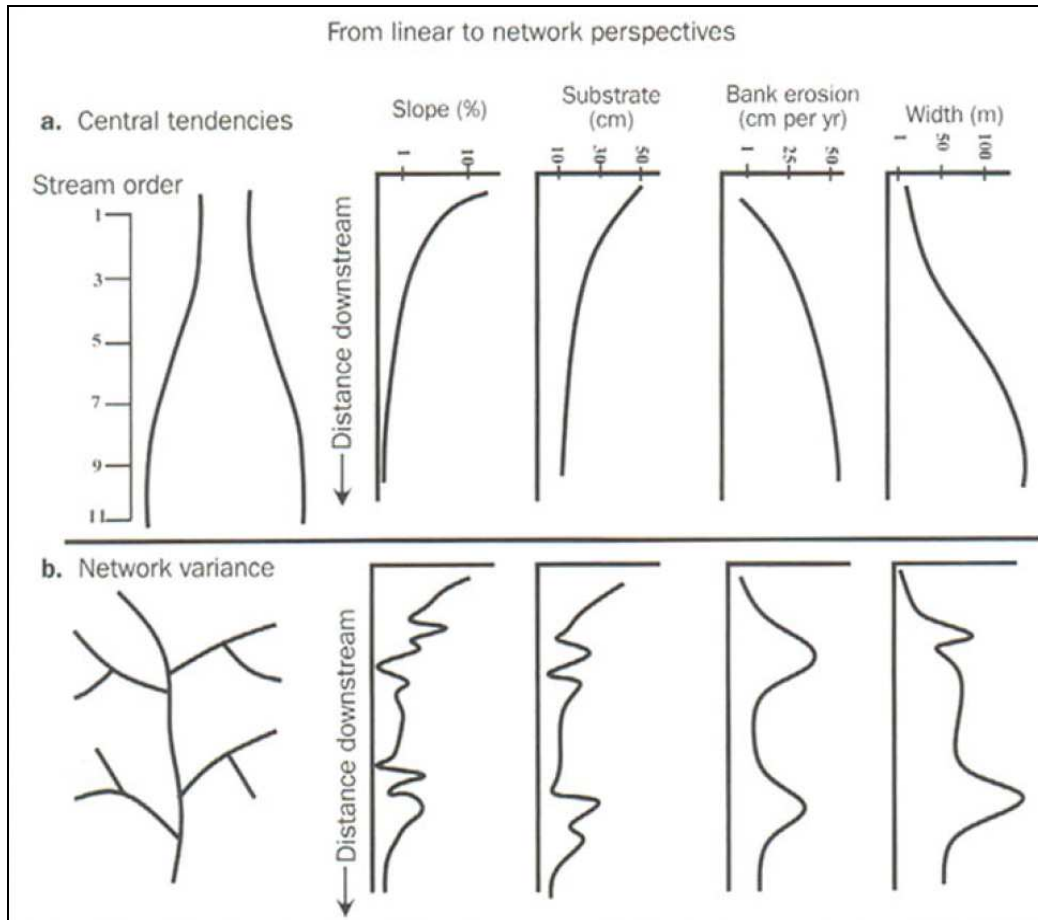 From linear to network perspectives
a. Central tendencies
Slope (%)
Substrate
(cm)
Bank erosion
(cm per yr)
Width (m)
1
10
10
30
50
1
25
50
1
50
100
Stream order
1
3
5
7
9
11
Distance downstream
b. Network variance
Distance downstream